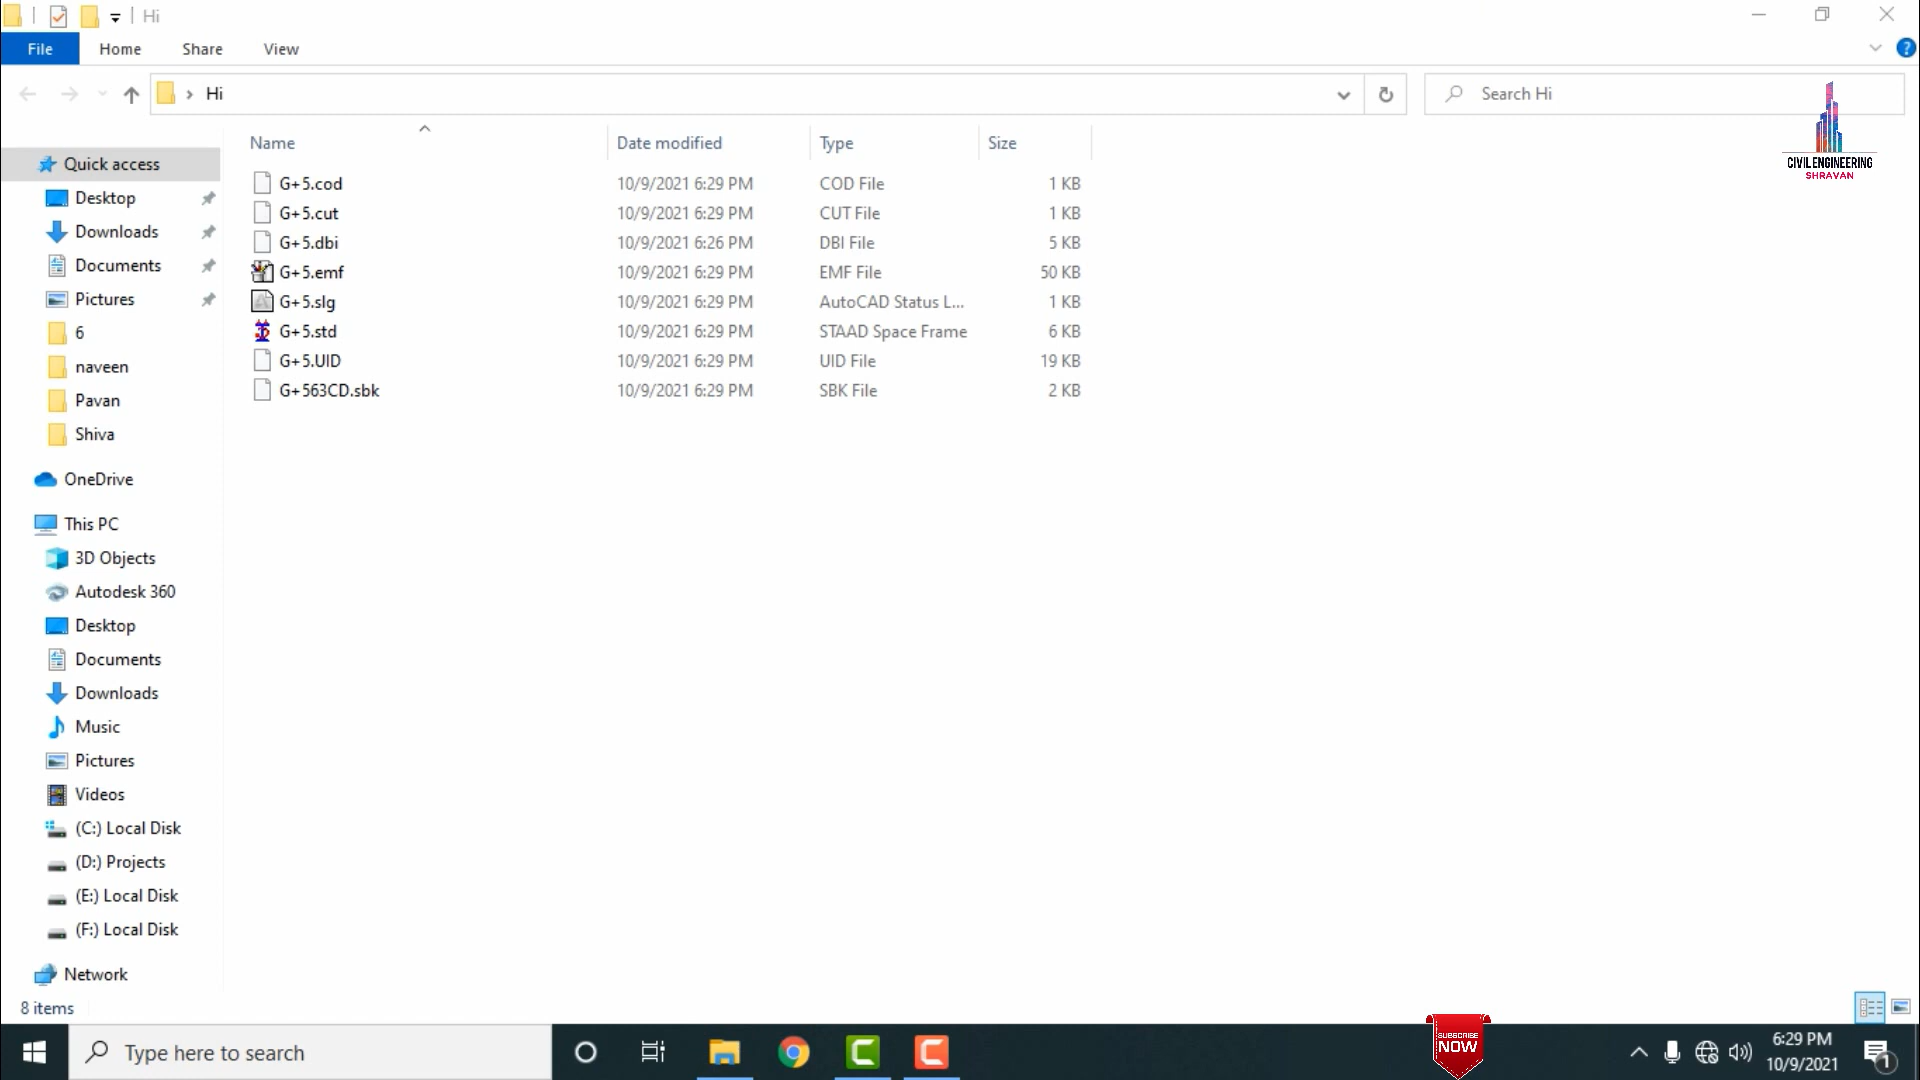 Hi
File Home Share View
Hi
Search Hi
CIVIL ENGINEERING
SHRAVAN
Name Date modified Type Size
G+5.cod 10/9/2021 6:29 PM COD File 1 KB
G+5.cut 10/9/2021 6:29 PM CUT File 1 KB
G+5.dbi 10/9/2021 6:26 PM DBI File 5 KB
G+5.emf 10/9/2021 6:29 PM EMF File 50 KB
G+5.slg 10/9/2021 6:29 PM AutoCAD Status L... 1 KB
G+5.std 10/9/2021 6:29 PM STAAD Space Frame 6 KB
G+5.UID 10/9/2021 6:29 PM UID File 19 KB
G+563CD.sbk 10/9/2021 6:29 PM SBK File 2 KB
Quick access
Desktop
Downloads
Documents
Pictures
6
naveen
Pavan
Shiva
OneDrive
This PC
3D Objects
Autodesk 360
Desktop
Documents
Downloads
Music
Pictures
Videos
(C:) Local Disk
(D:) Projects
(E:) Local Disk
(F:) Local Disk
Network
8 items
Type here to search
SUBSCRIBE
NOW
6:29 PM
10/9/2021
1